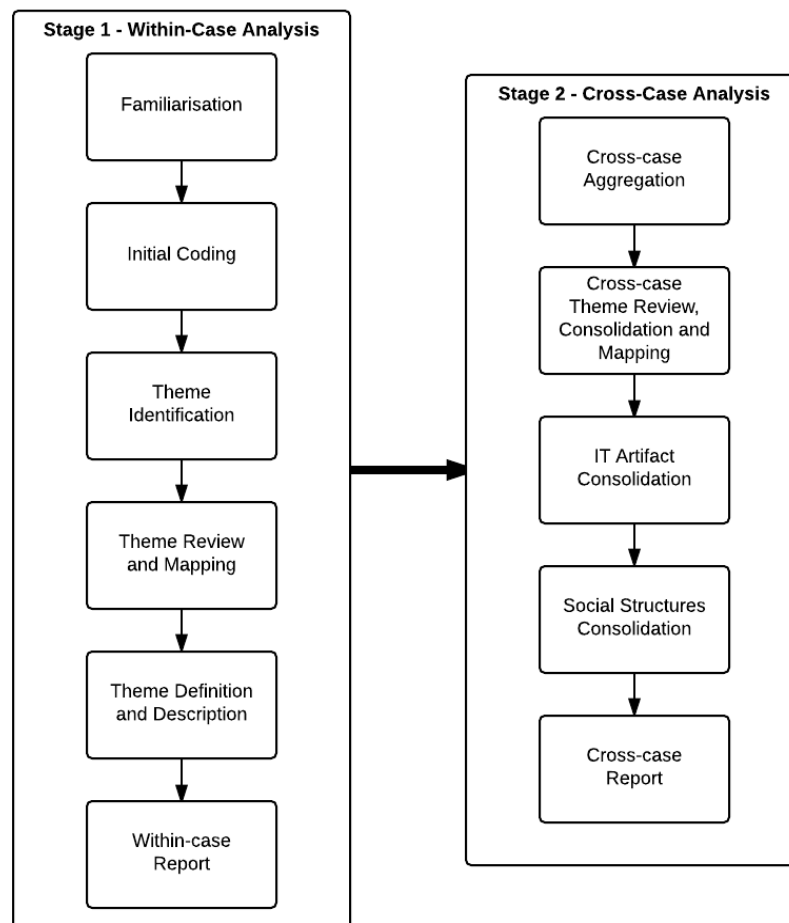 Stage 1 - Within-Case Analysis
Familiarisation
Initial Coding
Theme
Identification
Theme Review
and Mapping
Theme Definition
and Description
Within-case
Report
Stage 2 - Cross-Case Analysis
Cross-case
Aggregation
Cross-case
Theme Review,
Consolidation and
Mapping
IT Artifact
Consolidation
Social Structures
Consolidation
Cross-case
Report